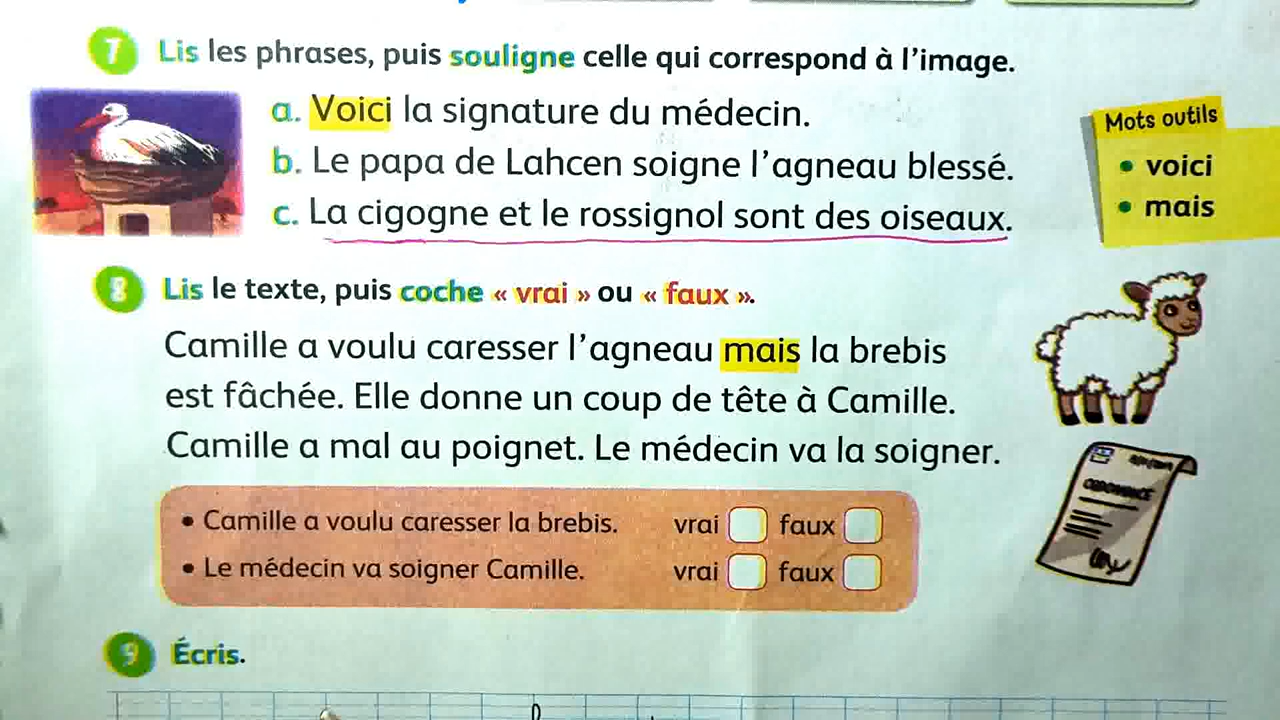 7 Lis les phrases, puis souligne celle qui correspond à l'image.
a. Voici la signature du médecin.
b. Le papa de Lahcen soigne l'agneau blessé.
c. La cigogne et le rossignol sont des oiseaux.
Mots outils
• voici
• mais
8 Lis le texte, puis coche « vrai » ou « faux ».
Camille a voulu caresser l'agneau mais la brebis
est fâchée. Elle donne un coup de tête à Camille.
Camille a mal au poignet. Le médecin va la soigner.
ORDONNANCE
• Camille a voulu caresser la brebis. vrai faux
• Le médecin va soigner Camille. vrai faux
9 Écris.